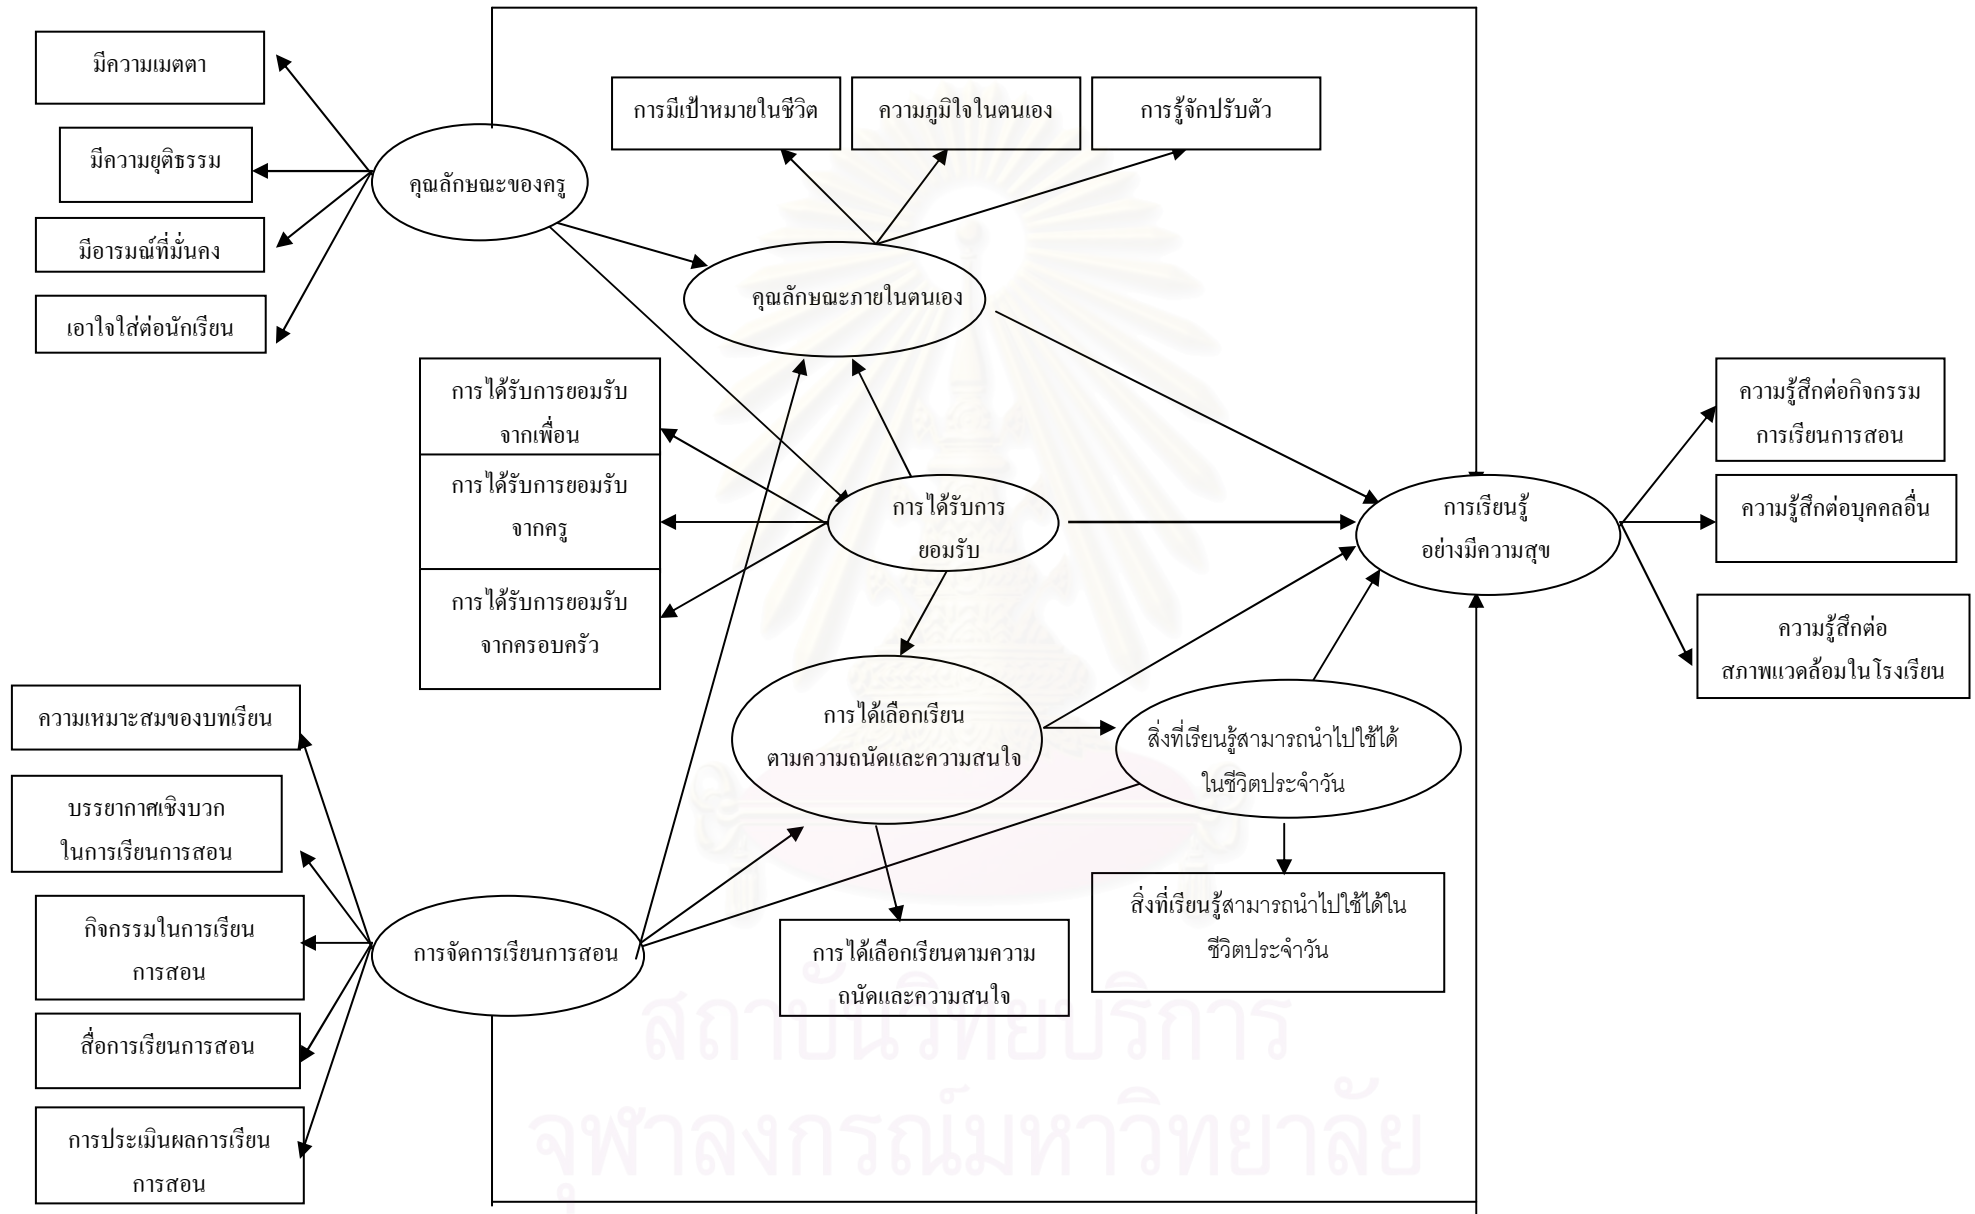 มีความเมตตา
มีความยุติธรรม
มีอารมณ์ที่มั่นคง
เอาใจใส่ต่อนักเรียน
คุณลักษณะของครู
การมีเป้าหมายในชีวิต
ความภูมิใจในตนเอง
การรู้จักปรับตัว
คุณลักษณะภายในตนเอง
การได้รับการยอมรับ
จากเพื่อน
การได้รับการยอมรับ
จากครู
การได้รับการยอมรับ
จากครอบครัว
การได้รับการ
ยอมรับ
การเรียนรู้
อย่างมีความสุข
ความรู้สึกต่อกิจกรรม
การเรียนการสอน
ความรู้สึกต่อบุคคลอื่น
ความรู้สึกต่อ
สภาพแวดล้อมในโรงเรียน
ความเหมาะสมของบทเรียน
บรรยากาศเชิงบวก
ในการเรียนการสอน
กิจกรรมในการเรียน
การสอน
สื่อการเรียนการสอน
การประเมินผลการเรียน
การสอน
การจัดการเรียนการสอน
การได้เลือกเรียน
ตามความถนัดและความสนใจ
สิ่งที่เรียนรู้สามารถนำไปใช้ได้
ในชีวิตประจำวัน
การได้เลือกเรียนตามความ
ถนัดและความสนใจ
สิ่งที่เรียนรู้สามารถนำไปใช้ได้ใน
ชีวิตประจำวัน
สถาบันวิทยบริการ
จุฬาลงกรณ์มหาวิทยาลัย